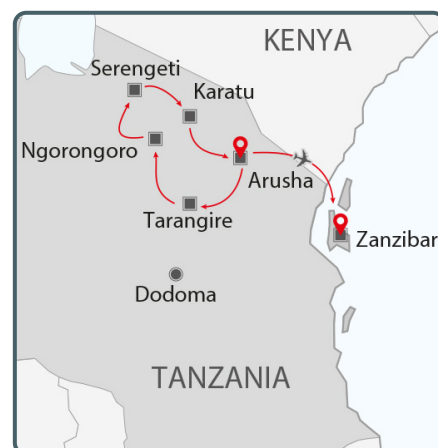 KENYA
Serengeti
Karatu
Ngorongoro
Arusha
Tarangire
Zanzibar
Dodoma
TANZANIA